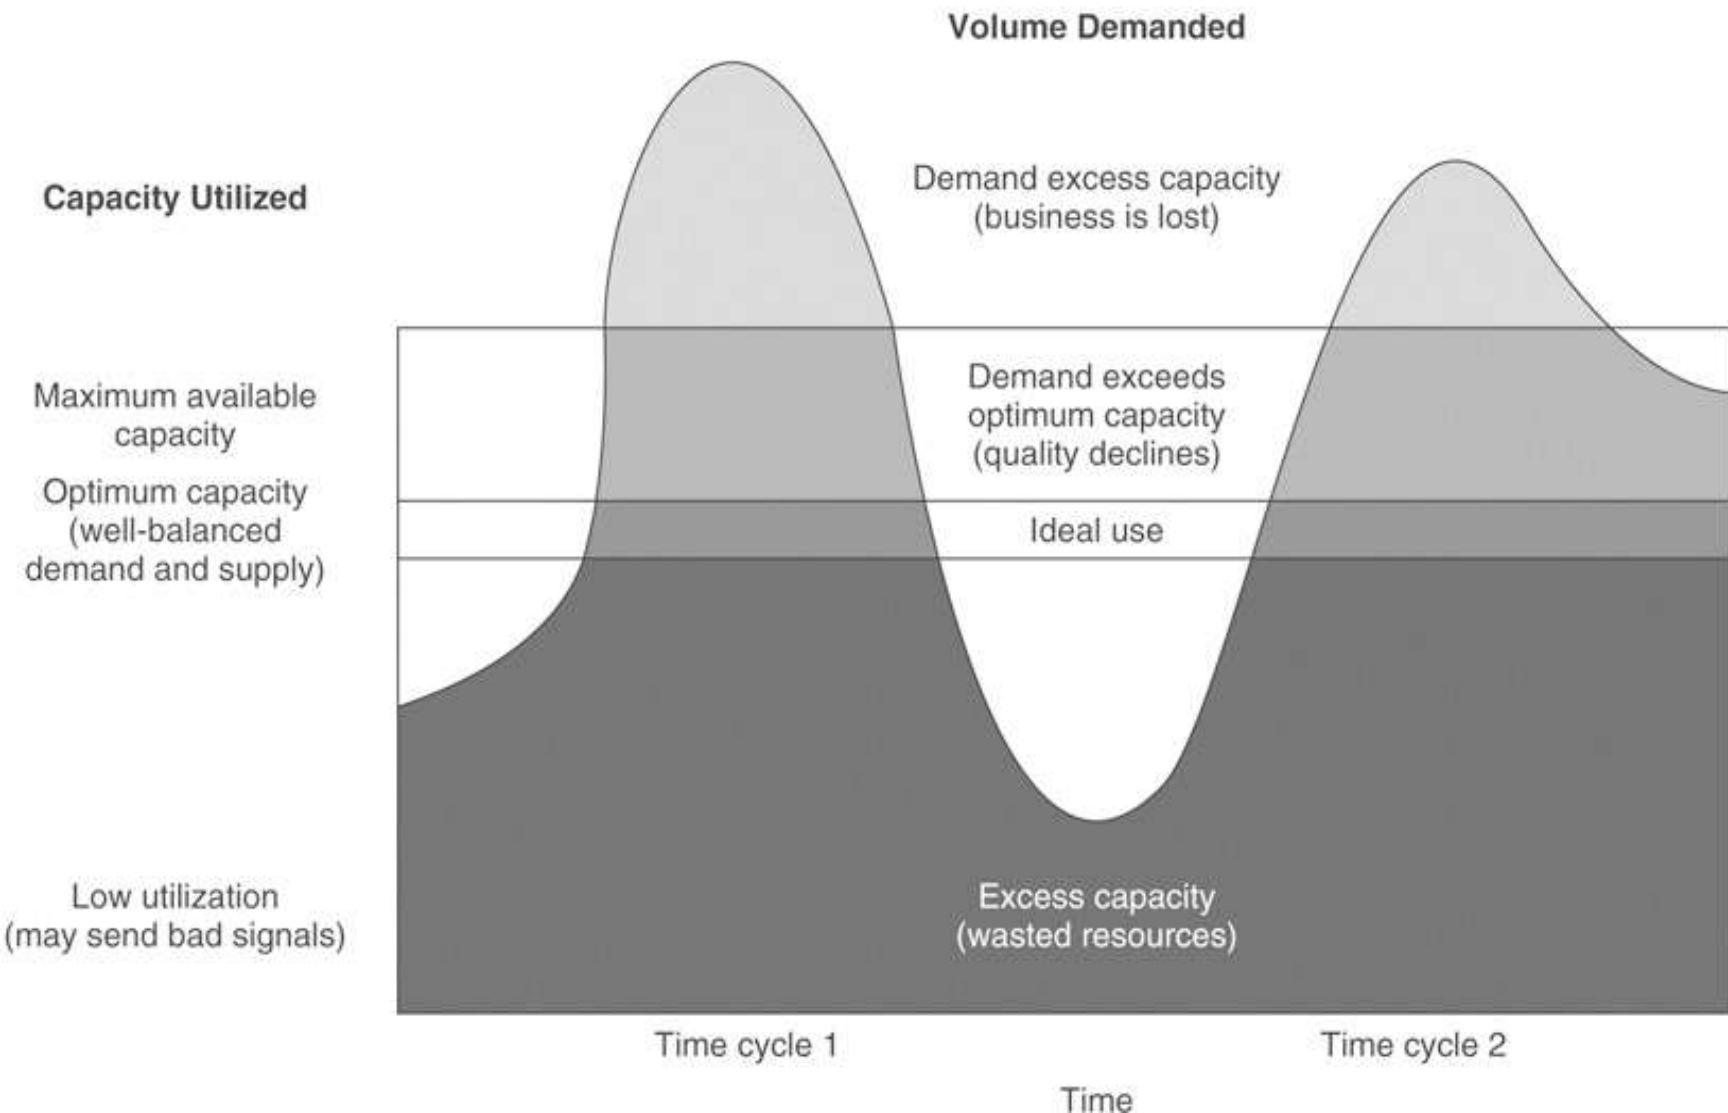 Volume Demanded
Capacity Utilized
Demand excess capacity
(business is lost)
Maximum available
capacity
Demand exceeds
optimum capacity
(quality declines)
Optimum capacity
(well-balanced
demand and supply)
Ideal use
Low utilization
(may send bad signals)
Excess capacity
(wasted resources)
Time cycle 1
Time cycle 2
Time